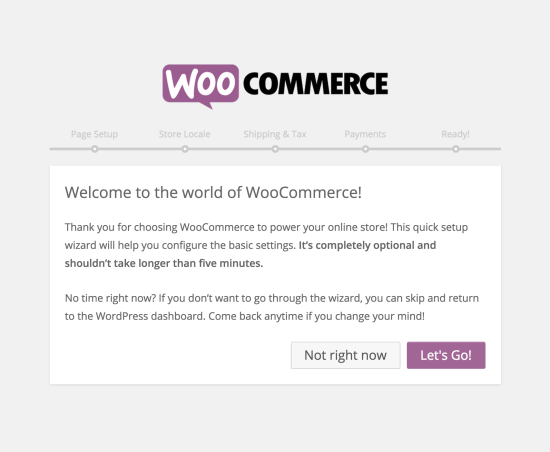 WOO COMMERCE
Page Setup Store Locale Shipping & Tax Payments Ready!
Welcome to the world of WooCommerce!
Thank you for choosing WooCommerce to power your online store! This quick setup
wizard will help you configure the basic settings. It’s completely optional and
shouldn’t take longer than five minutes.
No time right now? If you don’t want to go through the wizard, you can skip and return
to the WordPress dashboard. Come back anytime if you change your mind!
Not right now Let's Go!